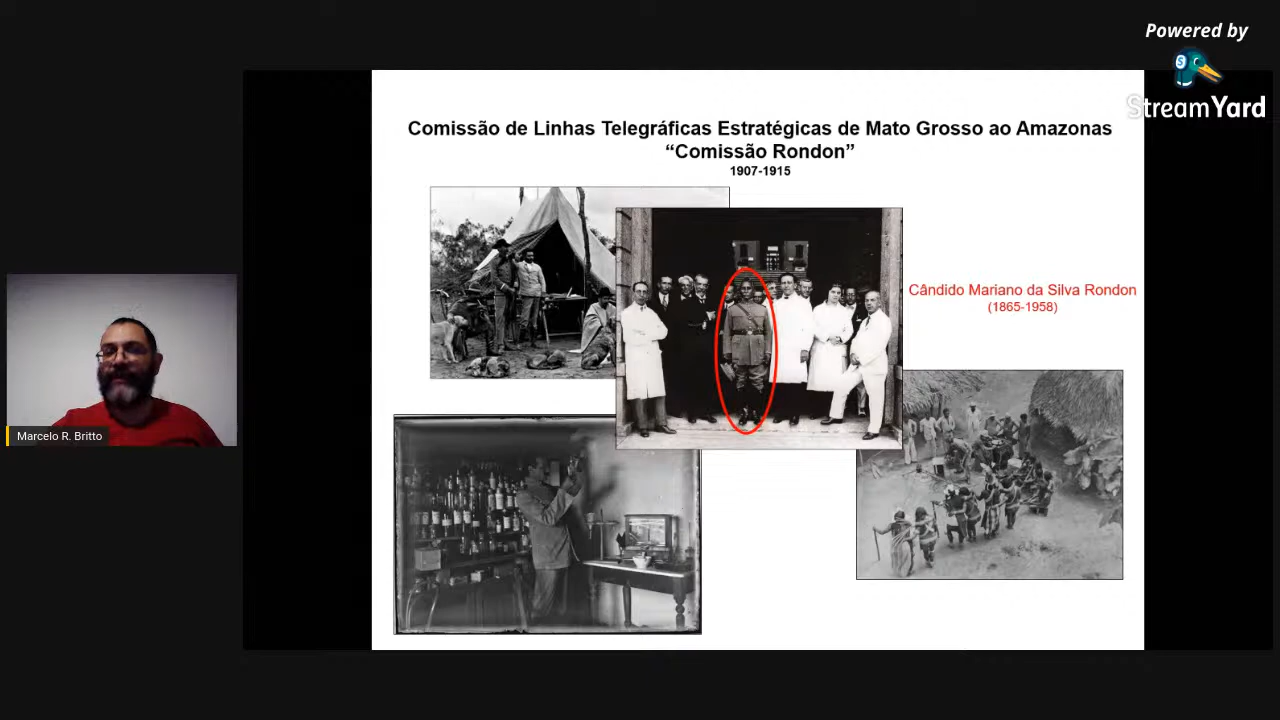 Powered by
StreamYard
Comissão de Linhas Telegráficas Estratégicas de Mato Grosso ao Amazonas
“Comissão Rondon”
1907-1915
Cândido Mariano da Silva Rondon
(1865-1958)
Marcelo R. Britto